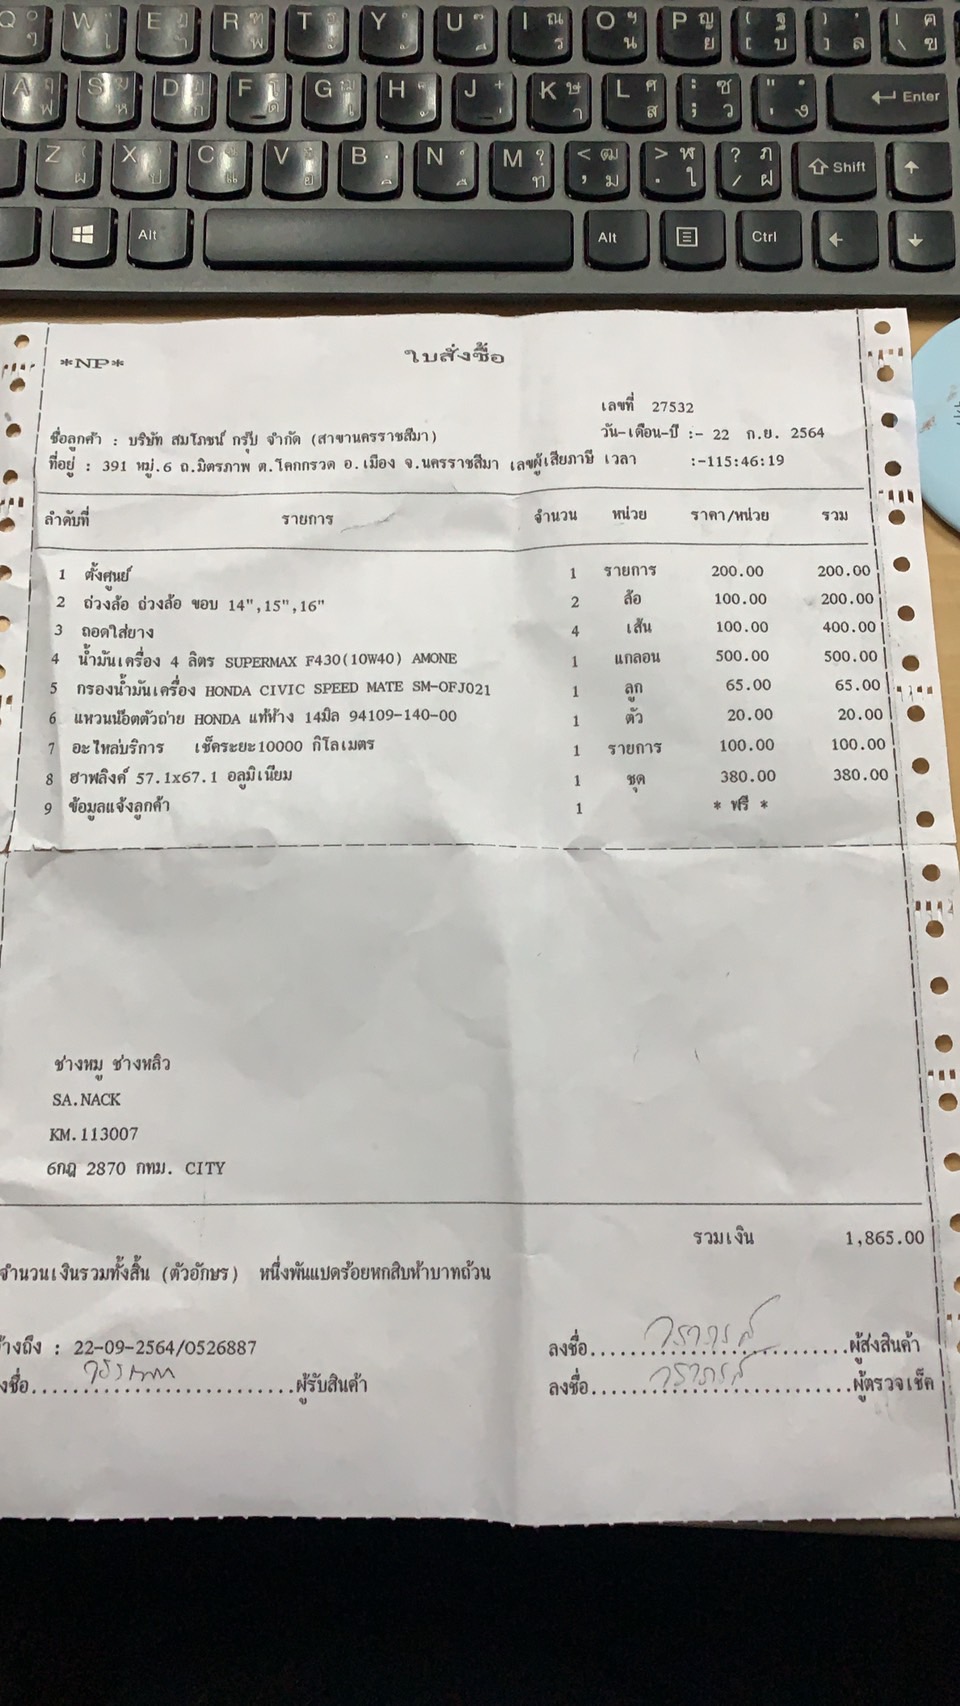 Q W E R T Y U I O P
A S D F G H J K L Enter
Z X C V B N M Shift
Alt Alt Ctrl
*NP* ใบสั่งซื้อ
เลขที่ 27532
ชื่อลูกค้า : บริษัท สมโภชน์ กรุ๊ป จำกัด (สาขานครราชสีมา) วัน-เดือน-ปี :- 22 ก.ย. 2564
ที่อยู่ : 391 หมู่.6 ถ.มิตรภาพ ต.โคกกรวด อ.เมือง จ.นครราชสีมา เลขผู้เสียภาษี เวลา :-115:46:19
ลำดับที่ รายการ จำนวน หน่วย ราคา/หน่วย รวม
1 ตั้งศูนย์ 1 รายการ 200.00 200.00
2 ถ่วงล้อ ถ่วงล้อ ขอบ 14",15",16" 2 ล้อ 100.00 200.00
3 ถอดใส่ยาง 4 เส้น 100.00 400.00
4 น้ำมันเครื่อง 4 ลิตร SUPERMAX F430(10W40) AMONE 1 แกลอน 500.00 500.00
5 กรองน้ำมันเครื่อง HONDA CIVIC SPEED MATE SM-OFJ021 1 ลูก 65.00 65.00
6 แหวนน๊อตตัวถ่าย HONDA แท้ห้าง 14มิล 94109-140-00 1 ตัว 20.00 20.00
7 อะไหล่บริการ เช็คระยะ10000 กิโลเมตร 1 รายการ 100.00 100.00
8 ฮาพลิงค์ 57.1x67.1 อลูมิเนียม 1 ชุด 380.00 380.00
9 ข้อมูลแจ้งลูกค้า 1 * ฟรี *
ช่างหมู ช่างหลิว
SA.NACK
KM.113007
6กฎ 2870 กทม. CITY
รวมเงิน 1,865.00
จำนวนเงินรวมทั้งสิ้น (ตัวอักษร) หนึ่งพันแปดร้อยหกสิบห้าบาทถ้วน
้างถึง : 22-09-2564/0526887 ลงชื่อ..............................ผู้ส่งสินค้า
งชื่อ..............................ผู้รับสินค้า ลงชื่อ..............................ผู้ตรวจเช็ค